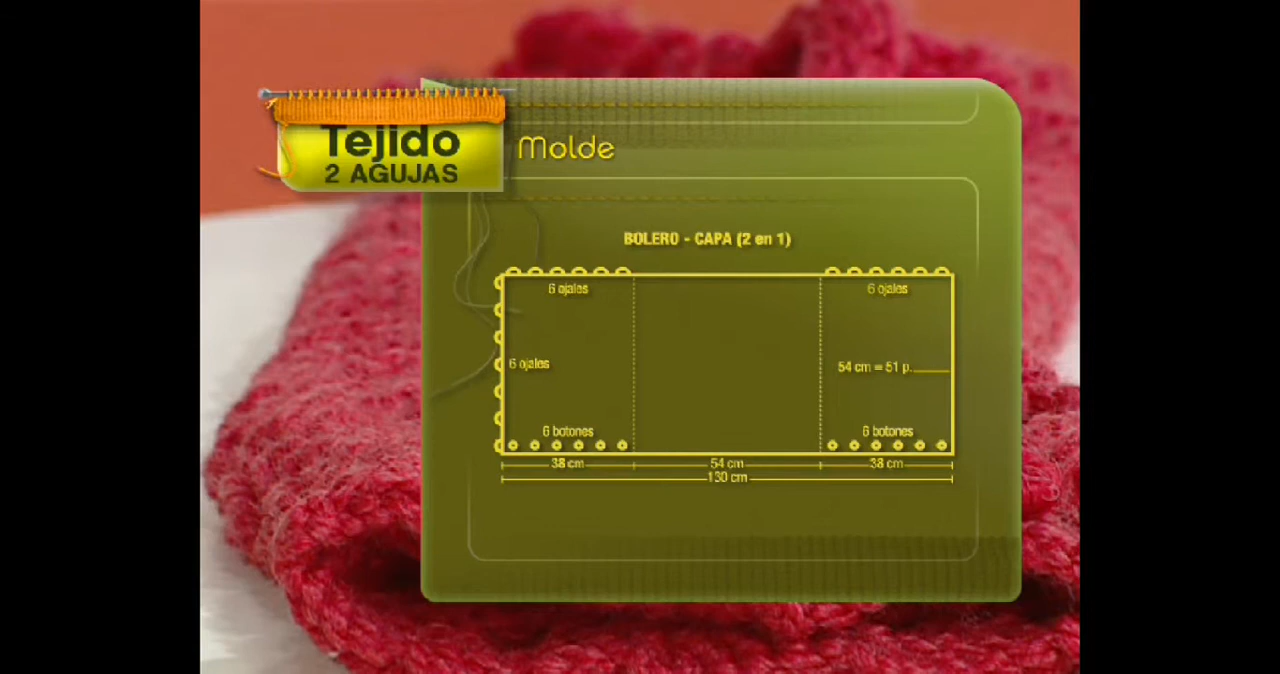 Tejido
2 AGUJAS
Molde
BOLERO - CAPA (2 en 1)
6 ojales
6 ojales
6 ojales
54 cm = 51 p.
6 botones
6 botones
38 cm
54 cm
38 cm
130 cm